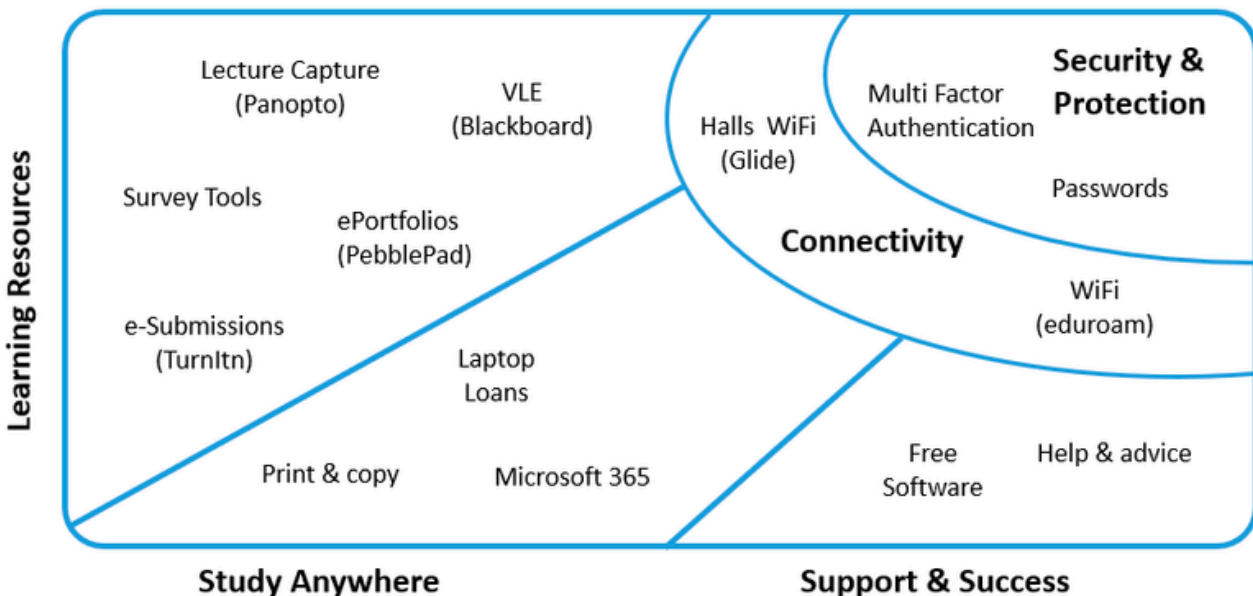 Learning Resources
Lecture Capture
(Panopto)
VLE
(Blackboard)
Survey Tools
ePortfolios
(PebblePad)
e-Submissions
(TurnItn)
Halls WiFi
(Glide)
Connectivity
WiFi
(eduroam)
Security &
Protection
Multi Factor
Authentication
Passwords
Laptop
Loans
Print & copy
Microsoft 365
Study Anywhere
Free
Software
Help & advice
Support & Success